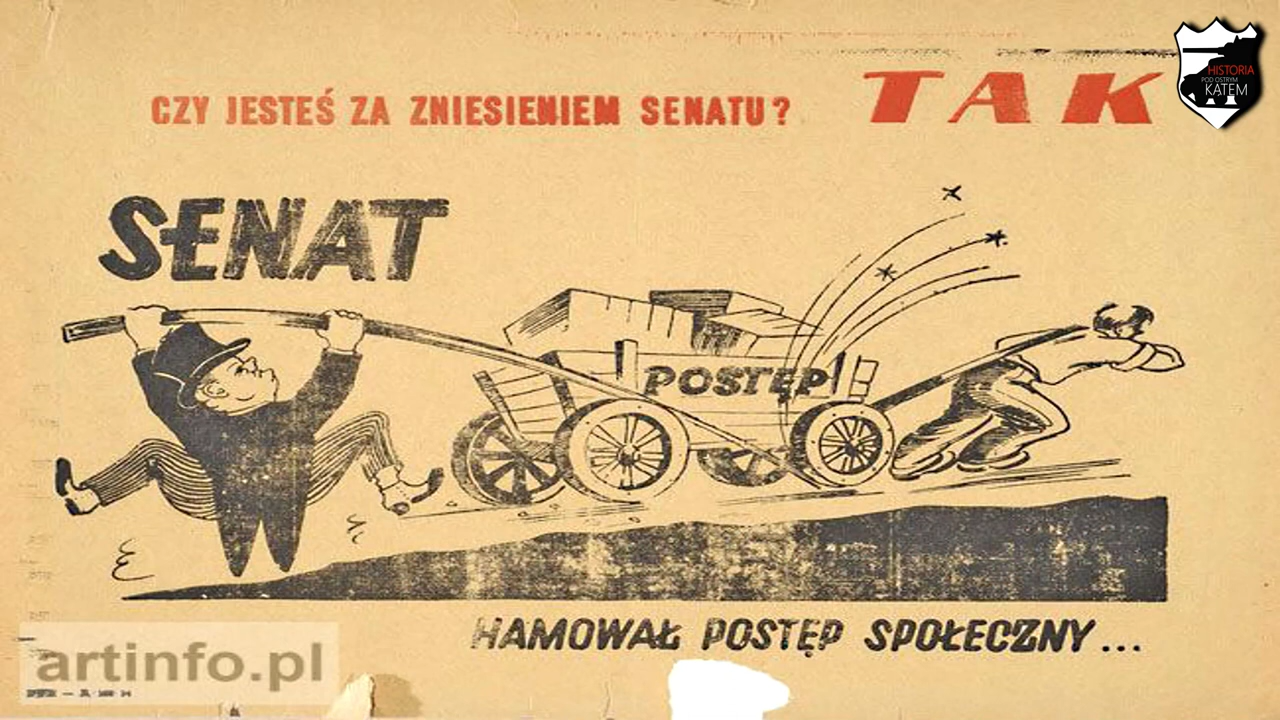 HISTORIA
POD OSTRYM
KĄTEM
CZY JESTEŚ ZA ZNIESIENIEM SENATU? TAK
SENAT
POSTĘP
HAMOWAŁ POSTĘP SPOŁECZNY...
artinfo.pl